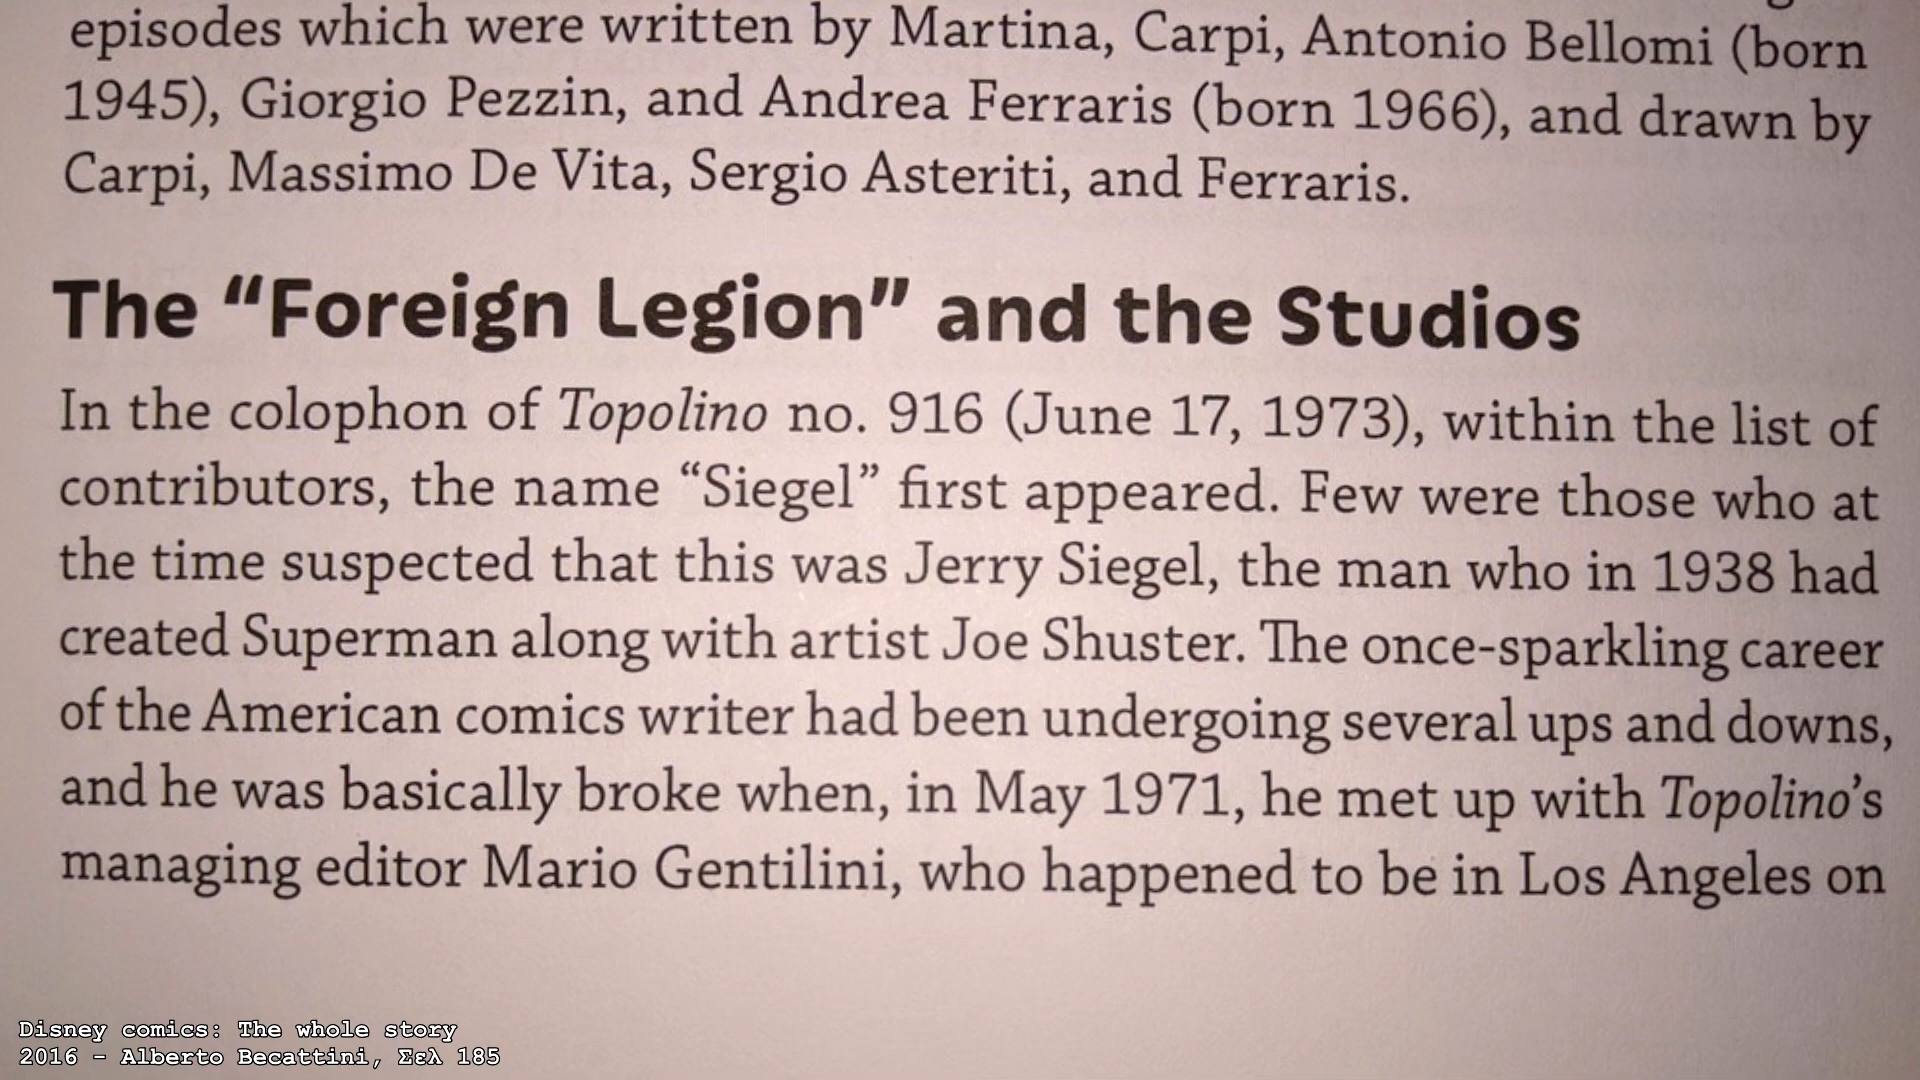 episodes which were written by Martina, Carpi, Antonio Bellomi (born
1945), Giorgio Pezzin, and Andrea Ferraris (born 1966), and drawn by
Carpi, Massimo De Vita, Sergio Asteriti, and Ferraris.
The “Foreign Legion” and the Studios
In the colophon of Topolino no. 916 (June 17, 1973), within the list of
contributors, the name “Siegel” first appeared. Few were those who at
the time suspected that this was Jerry Siegel, the man who in 1938 had
created Superman along with artist Joe Shuster. The once-sparkling career
of the American comics writer had been undergoing several ups and downs,
and he was basically broke when, in May 1971, he met up with Topolino’s
managing editor Mario Gentilini, who happened to be in Los Angeles on
Disney comics: The whole story
2016 - Alberto Becattini, Σελ 185